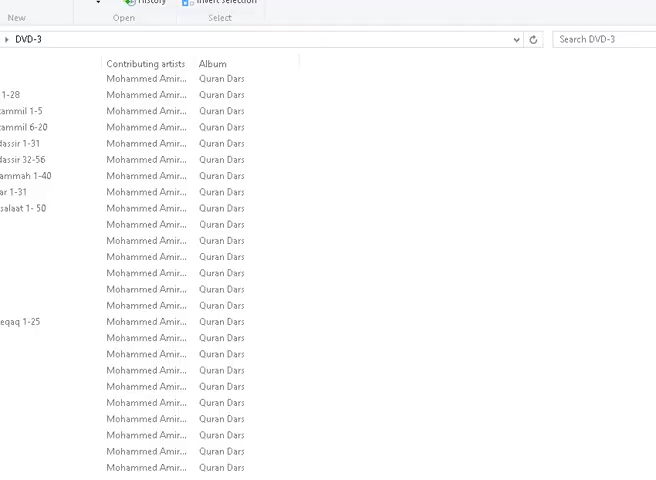 History Invert selection
New Open Select
DVD-3 Search DVD-3
Contributing artists Album
Mohammed Amir... Quran Dars
1-28 Mohammed Amir... Quran Dars
ammil 1-5 Mohammed Amir... Quran Dars
ammil 6-20 Mohammed Amir... Quran Dars
dassir 1-31 Mohammed Amir... Quran Dars
dassir 32-56 Mohammed Amir... Quran Dars
ammah 1-40 Mohammed Amir... Quran Dars
ar 1-31 Mohammed Amir... Quran Dars
salaat 1- 50 Mohammed Amir... Quran Dars
Mohammed Amir... Quran Dars
Mohammed Amir... Quran Dars
Mohammed Amir... Quran Dars
Mohammed Amir... Quran Dars
Mohammed Amir... Quran Dars
Mohammed Amir... Quran Dars
eqaq 1-25 Mohammed Amir... Quran Dars
Mohammed Amir... Quran Dars
Mohammed Amir... Quran Dars
Mohammed Amir... Quran Dars
Mohammed Amir... Quran Dars
Mohammed Amir... Quran Dars
Mohammed Amir... Quran Dars
Mohammed Amir... Quran Dars
Mohammed Amir... Quran Dars
Mohammed Amir... Quran Dars